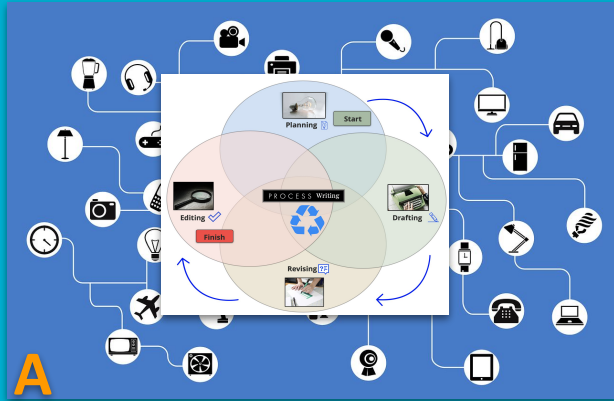 Planning
Start
PROCESS Writing
Editing
Drafting
Finish
Revising
A